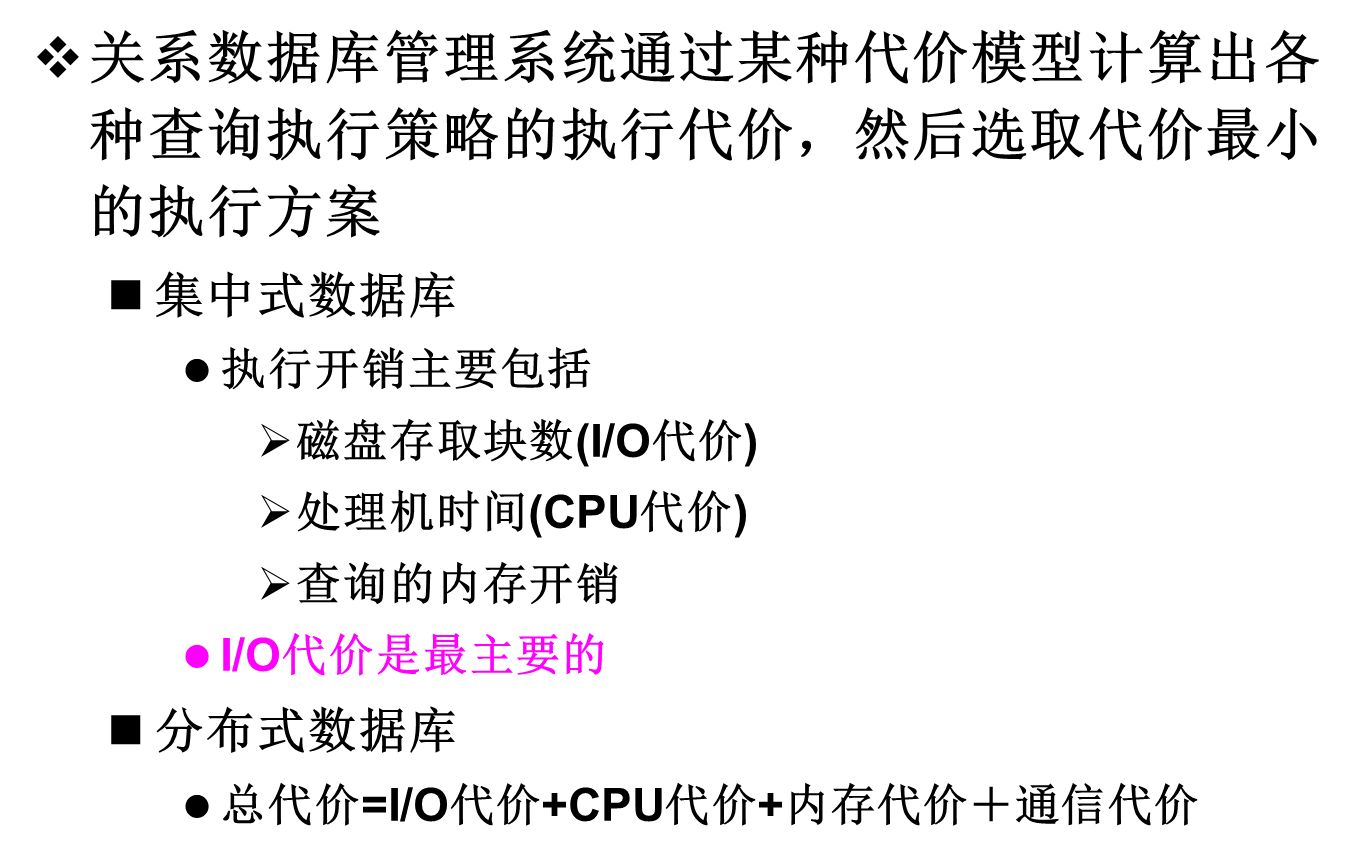 ❖关系数据库管理系统通过某种代价模型计算出各
种查询执行策略的执行代价，然后选取代价最小
的执行方案
■ 集中式数据库
● 执行开销主要包括
➢磁盘存取块数(I/O代价)
➢处理机时间(CPU代价)
➢查询的内存开销
● I/O代价是最主要的
■ 分布式数据库
● 总代价=I/O代价+CPU代价+内存代价＋通信代价